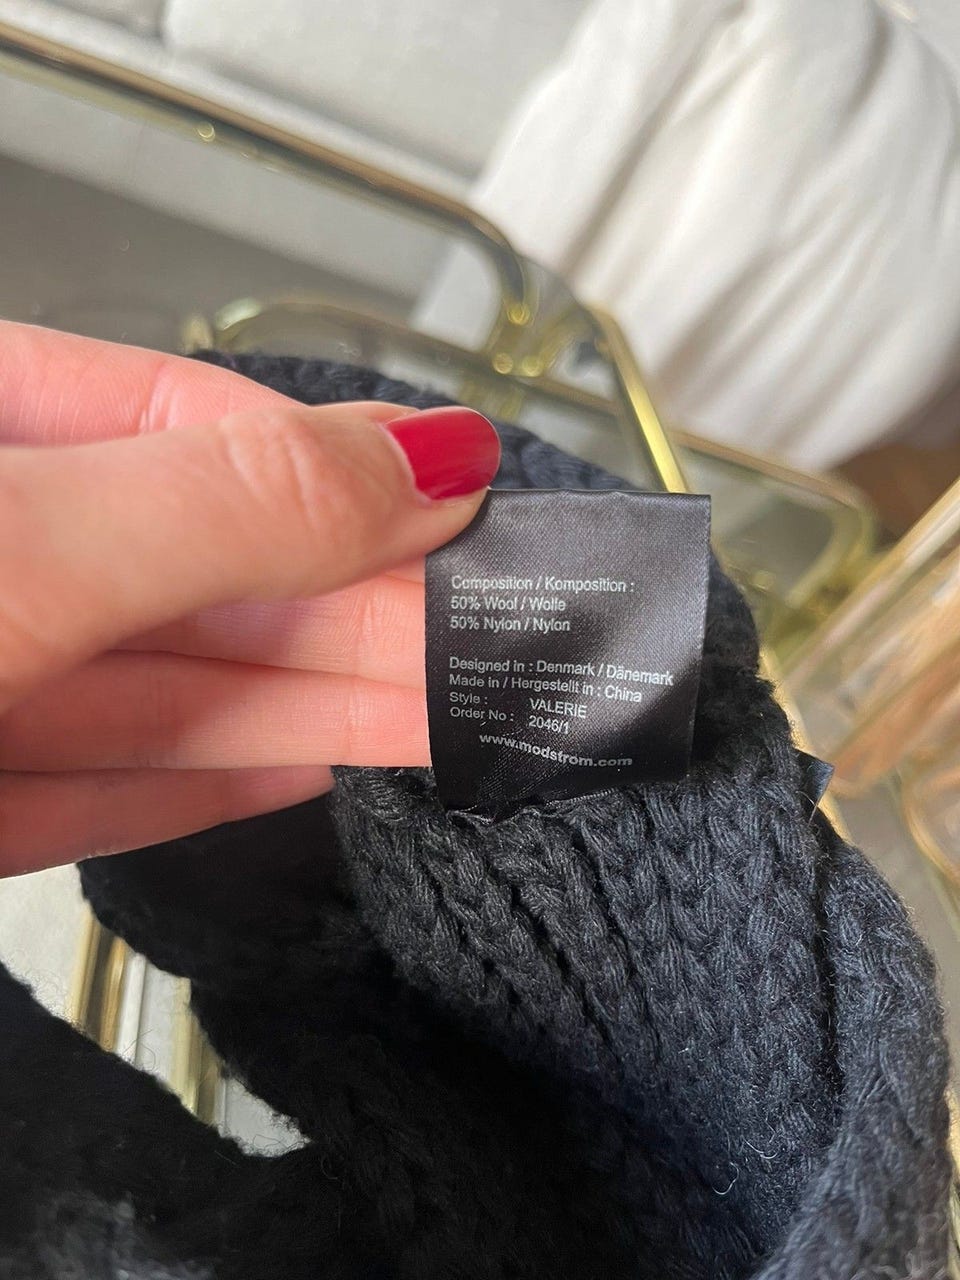 Composition / Komposition :
50% Wool / Wolle
50% Nylon / Nylon
Designed in : Denmark / Dänemark
Made in / Hergestellt in : China
Style : VALERIE
Order No : 2046/1
www.modstrom.com